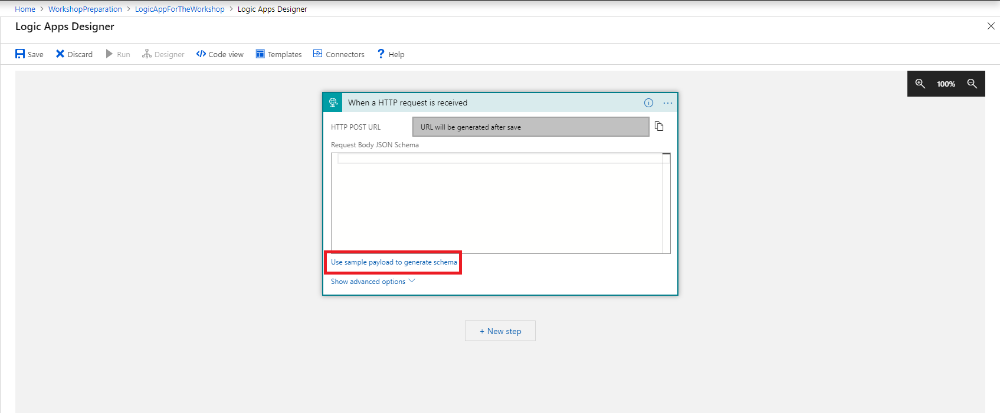 Home > WorkshopPreparation > LogicAppForTheWorkshop > Logic Apps Designer
Logic Apps Designer
Save Discard Run Designer Code view Templates Connectors ? Help
100%
When a HTTP request is received
HTTP POST URL URL will be generated after save
Request Body JSON Schema
Use sample payload to generate schema
Show advanced options
+ New step